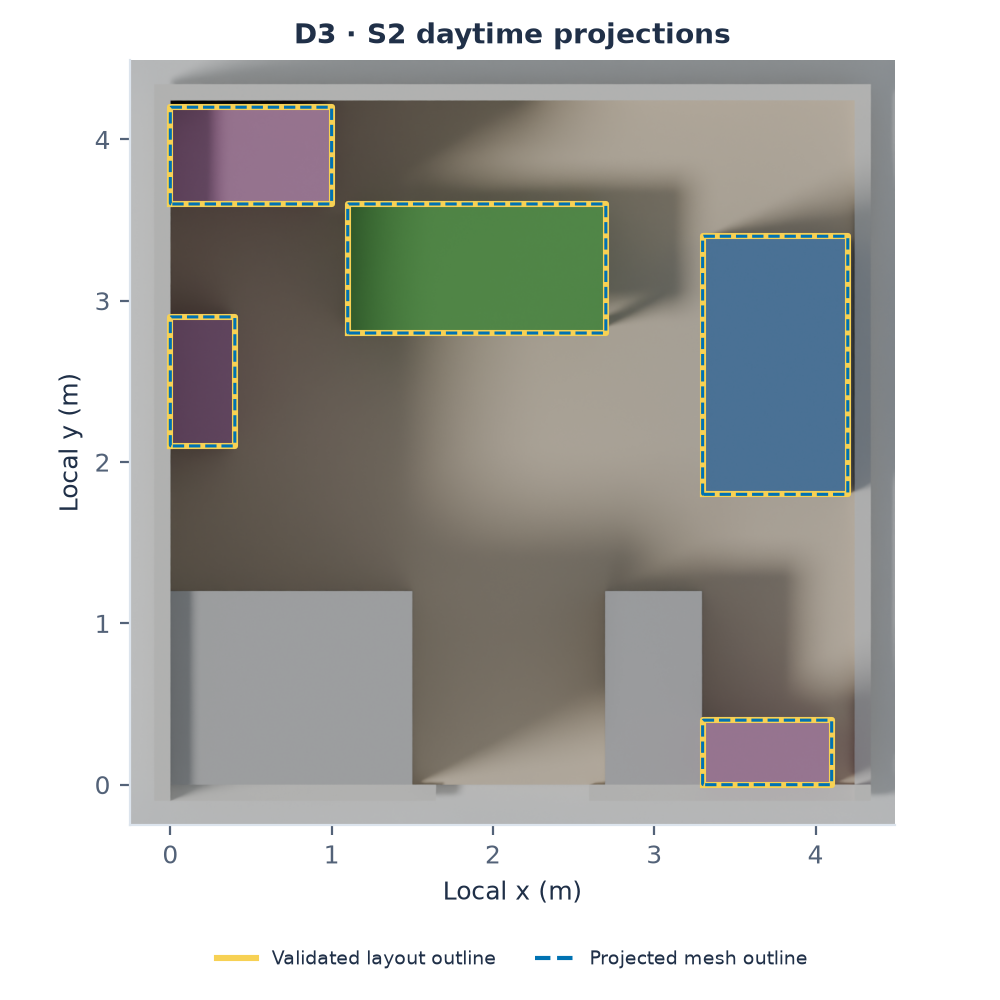 D3 · S2 daytime projections
4
3
2
1
0
Local y (m)
0 1 2 3 4
Local x (m)
Validated layout outline
Projected mesh outline